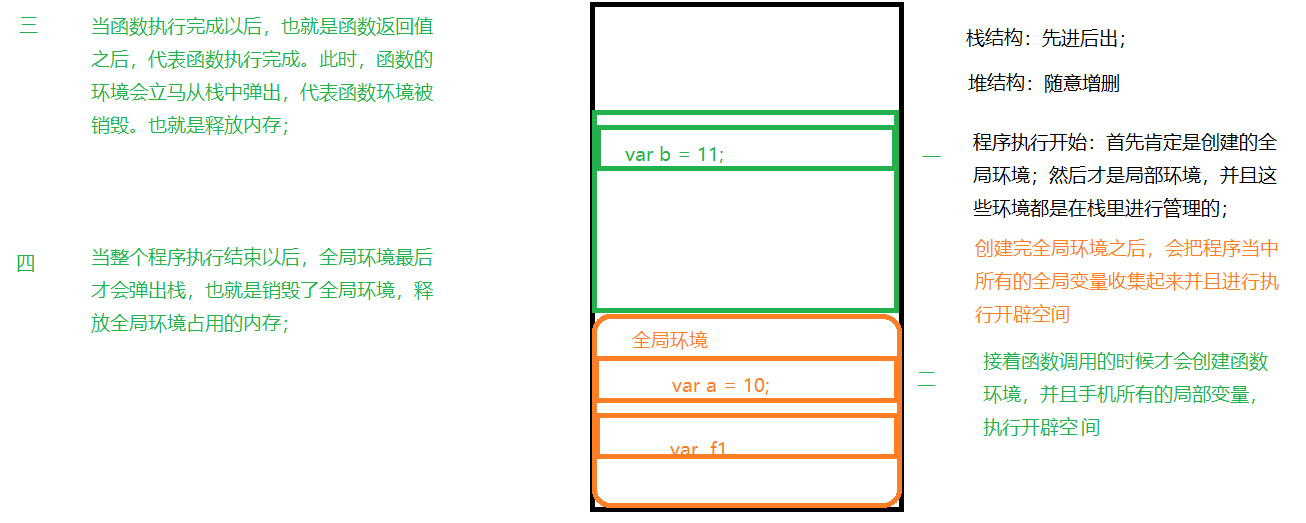 三
当函数执行完成以后，也就是函数返回值
之后，代表函数执行完成。此时，函数的
环境会立马从栈中弹出，代表函数环境被
销毁。也就是释放内存；
四
当整个程序执行结束以后，全局环境最后
才会弹出栈，也就是销毁了全局环境，释
放全局环境占用的内存；
var b = 11;
全局环境
var a = 10;
var f1
栈结构：先进后出；
堆结构：随意增删
一
程序执行开始：首先肯定是创建的全
局环境；然后才是局部环境，并且这
些环境都是在栈里进行管理的；
创建完全局环境之后，会把程序当中
所有的全局变量收集起来并且进行执
行开辟空间
二
接着函数调用的时候才会创建函数
环境，并且手机所有的局部变量，
执行开辟空间